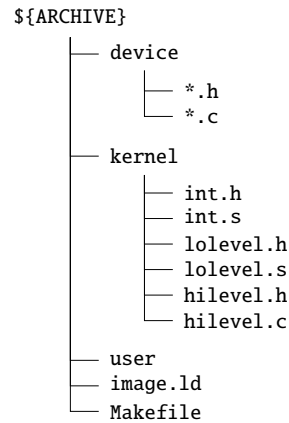 ${ARCHIVE}
device
*.h
*.c
kernel
int.h
int.s
lolevel.h
lolevel.s
hilevel.h
hilevel.c
user
image.ld
Makefile